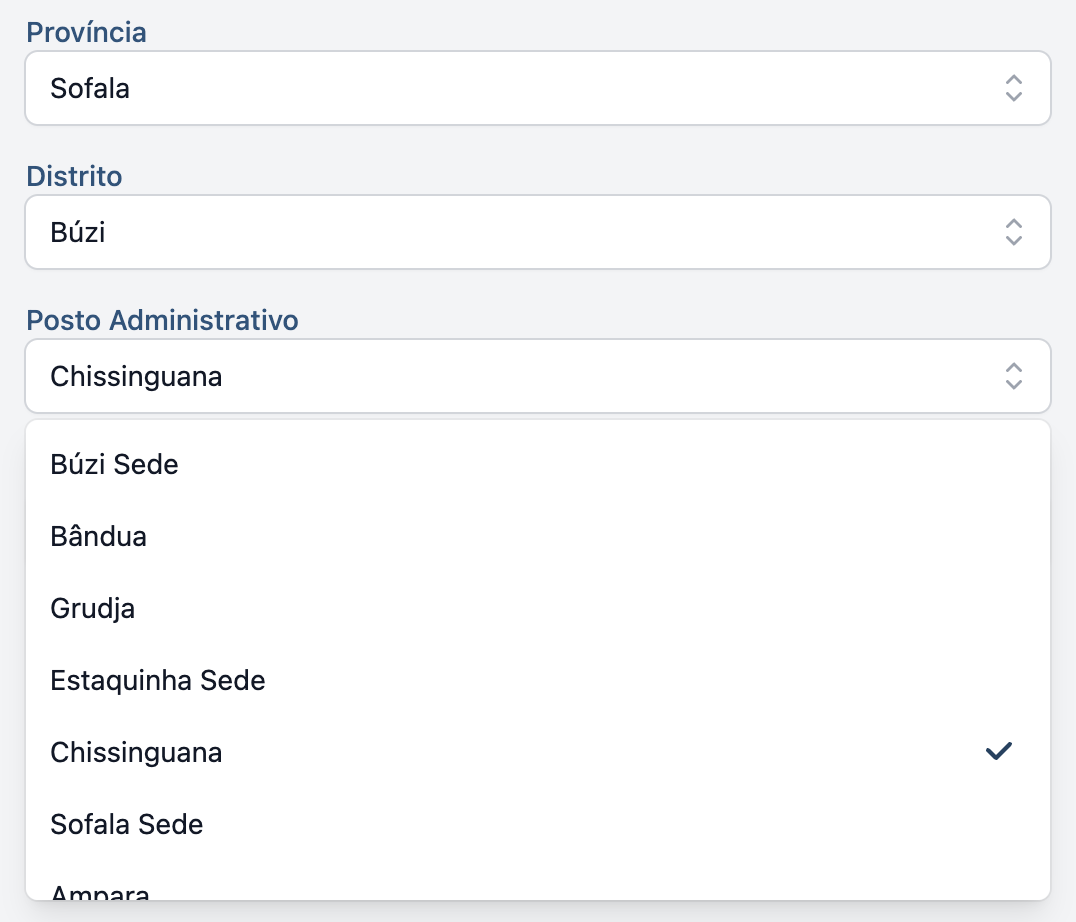 Província
Sofala
Distrito
Búzi
Posto Administrativo
Chissinguana
Búzi Sede
Bândua
Grudja
Estaquinha Sede
Chissinguana
Sofala Sede
Ampara